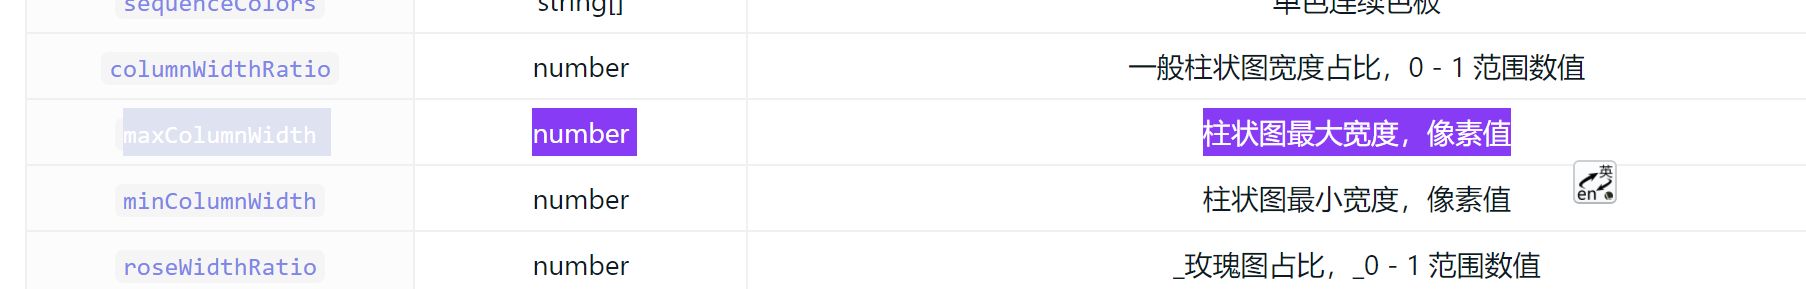 sequenceColors string[] 单色连续色板
columnWidthRatio number 一般柱状图宽度占比，0 - 1 范围数值
maxColumnWidth number 柱状图最大宽度，像素值
英
en
minColumnWidth number 柱状图最小宽度，像素值
roseWidthRatio number _玫瑰图占比，_0 - 1 范围数值